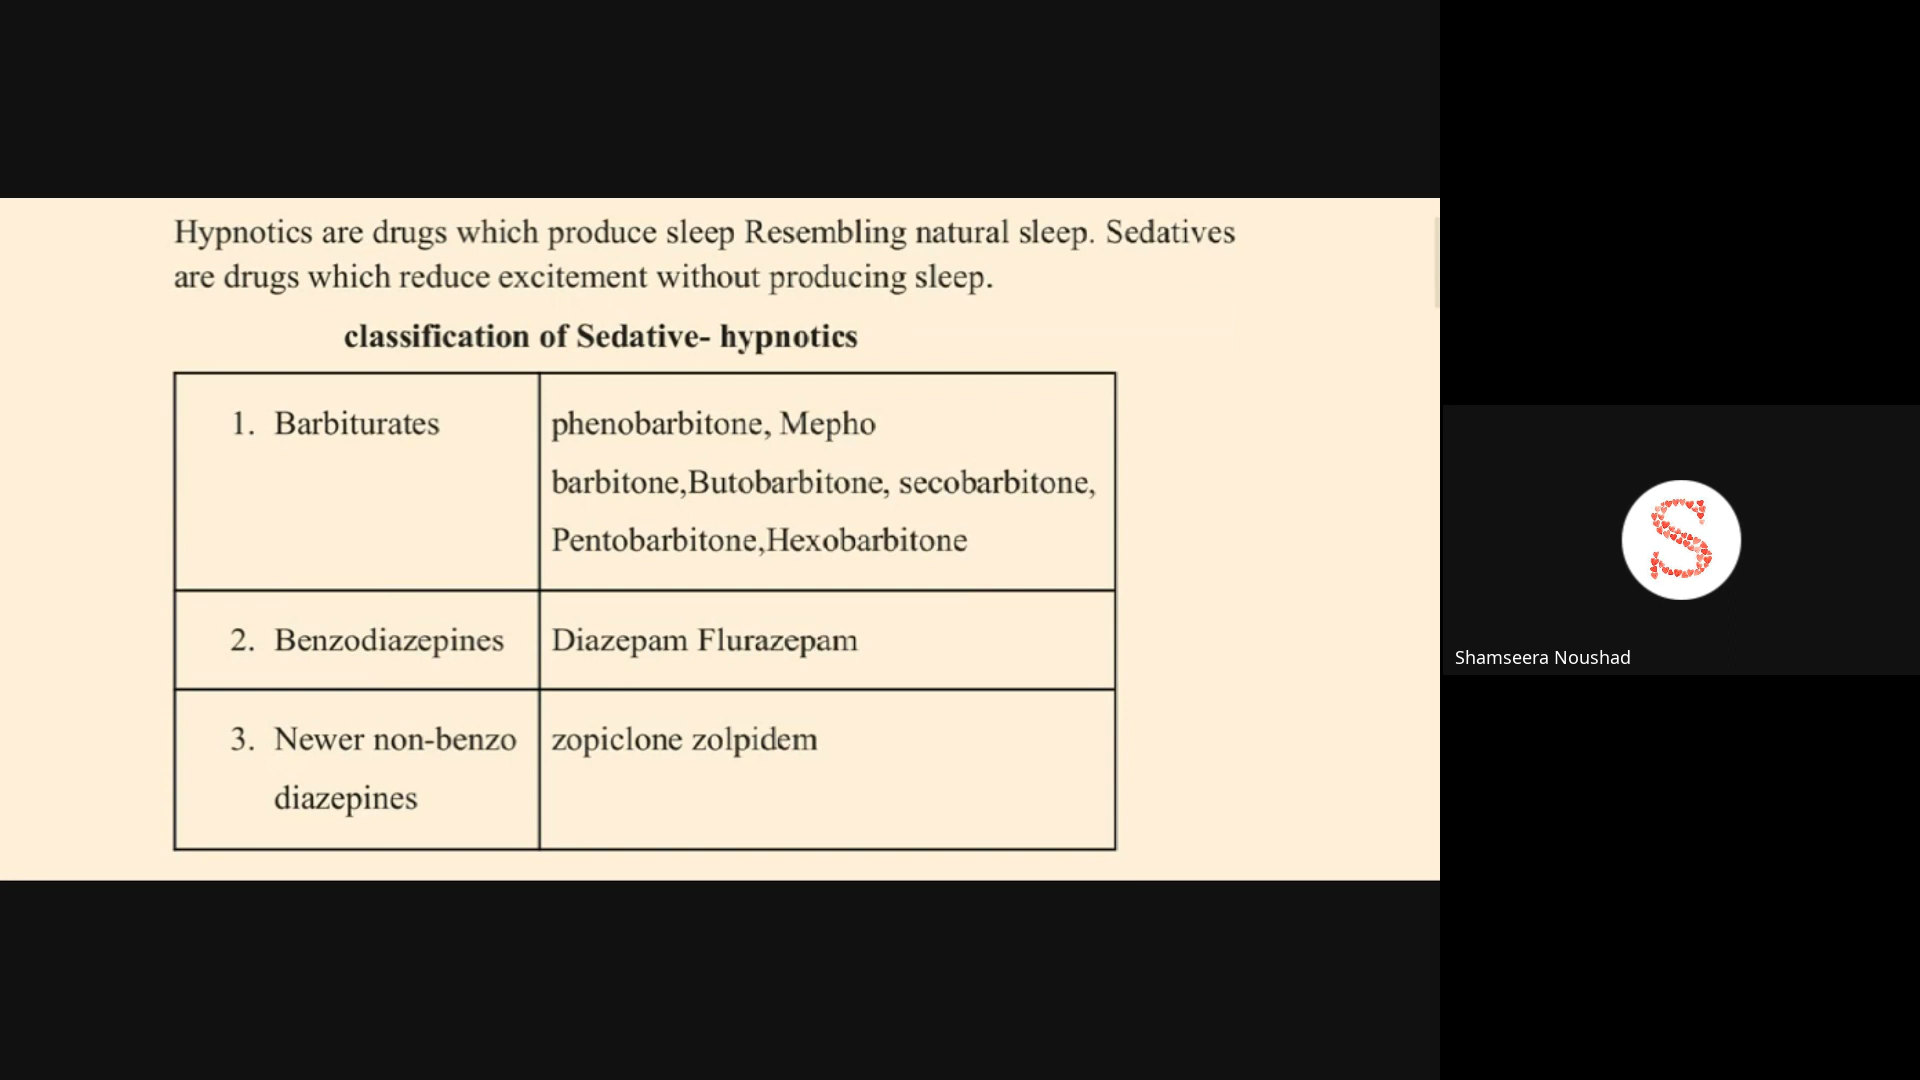 Hypnotics are drugs which produce sleep Resembling natural sleep. Sedatives
are drugs which reduce excitement without producing sleep.
classification of Sedative- hypnotics
1. Barbiturates
phenobarbitone, Mepho
barbitone,Butobarbitone, secobarbitone,
Pentobarbitone,Hexobarbitone
2. Benzodiazepines
Diazepam Flurazepam
3. Newer non-benzo
diazepines
zopiclone zolpidem
S
Shamseera Noushad